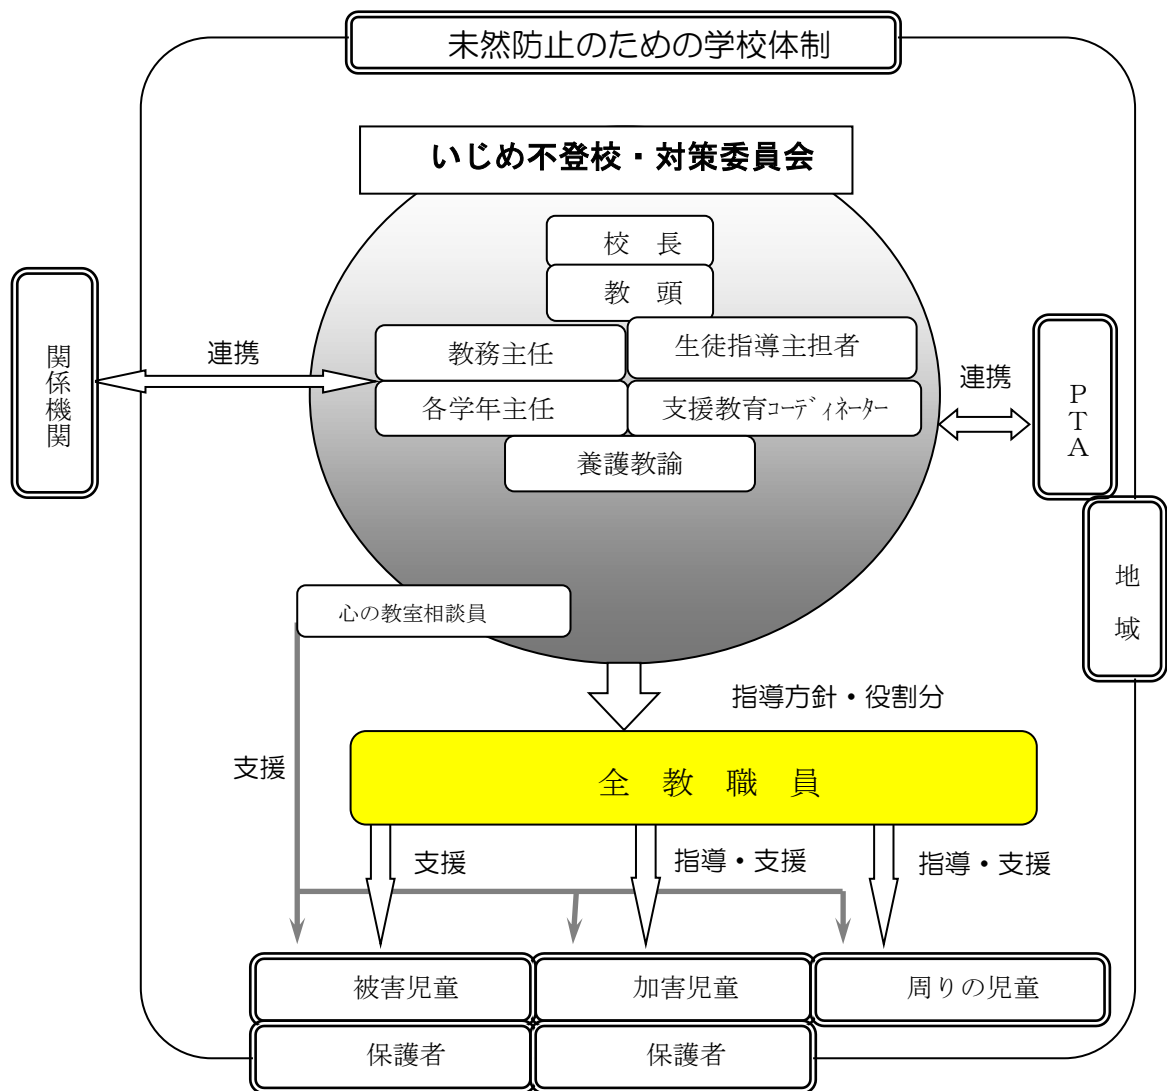 未然防止のための学校体制
いじめ不登校・対策委員会
校　長
教　頭
教務主任
生徒指導主担者
各学年主任
支援教育ｺｰﾃﾞｨﾈｰﾀｰ
養護教諭
関係機関
連携
連携
ＰＴＡ
地　域
心の教室相談員
指導方針・役割分
支援
全　教　職　員
支援
指導・支援
指導・支援
被害児童
加害児童
周りの児童
保護者
保護者